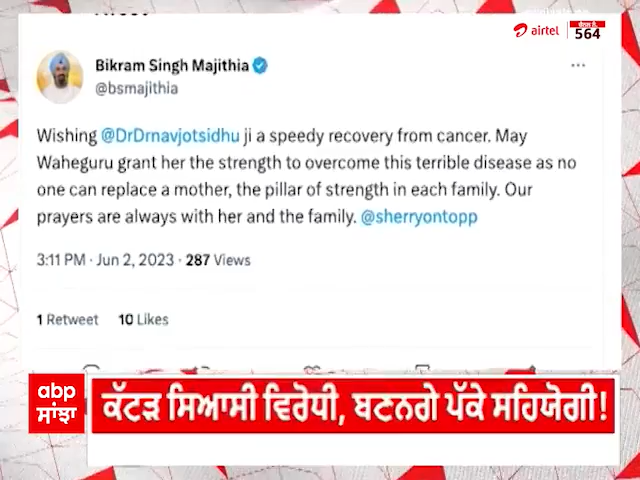 airtel
ਚੈਨਲ ਨੰ.
564
Bikram Singh Majithia
@bsmajithia
Wishing @DrDrnavjotsidhu ji a speedy recovery from cancer. May
Waheguru grant her the strength to overcome this terrible disease as no
one can replace a mother, the pillar of strength in each family. Our
prayers are always with her and the family. @sherryontopp
3:11 PM · Jun 2, 2023 · 287 Views
1 Retweet 10 Likes
abp
ਸਾਂਝਾ
ਕੱਟੜ ਸਿਆਸੀ ਵਿਰੋਧੀ, ਬਣਨਗੇ ਪੱਕੇ ਸਹਿਯੋਗੀ!